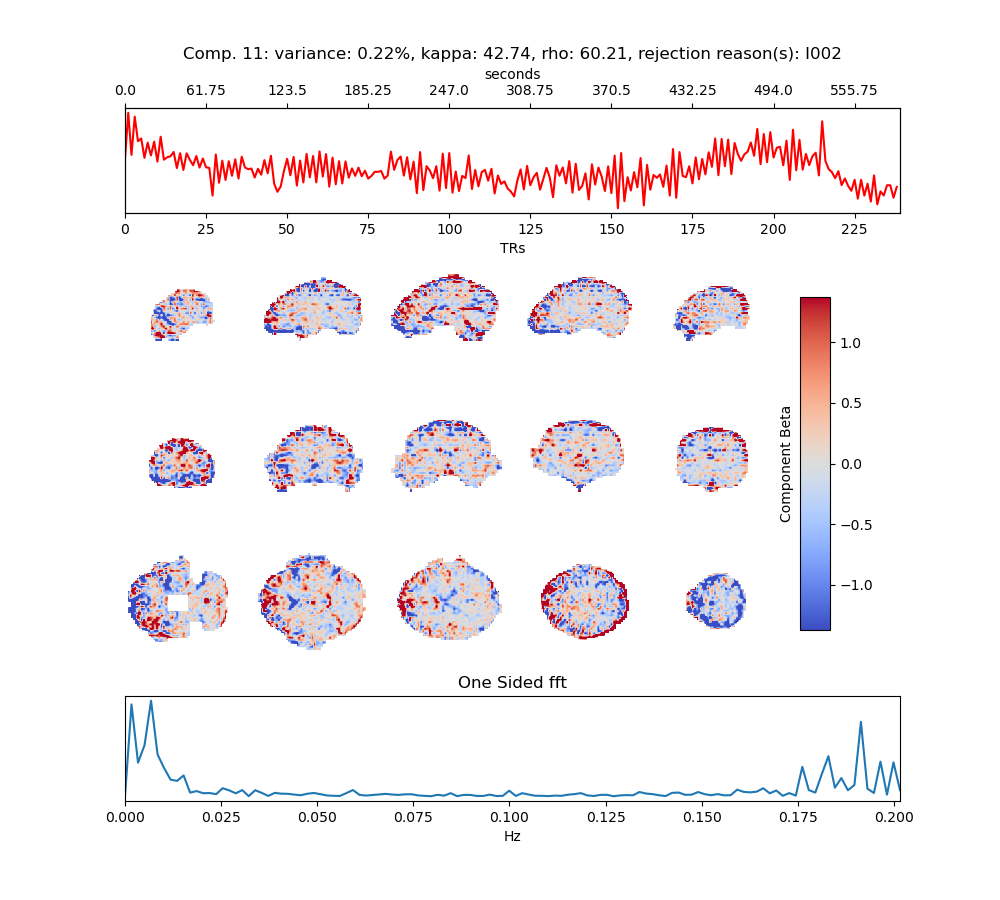 Comp. 11: variance: 0.22%, kappa: 42.74, rho: 60.21, rejection reason(s): I002
seconds
0.0 61.75 123.5 185.25 247.0 308.75 370.5 432.25 494.0 555.75
0 25 50 75 100 125 150 175 200 225
TRs
1.0
0.5
0.0
−0.5
−1.0
Component Beta
One Sided fft
0.000 0.025 0.050 0.075 0.100 0.125 0.150 0.175 0.200
Hz